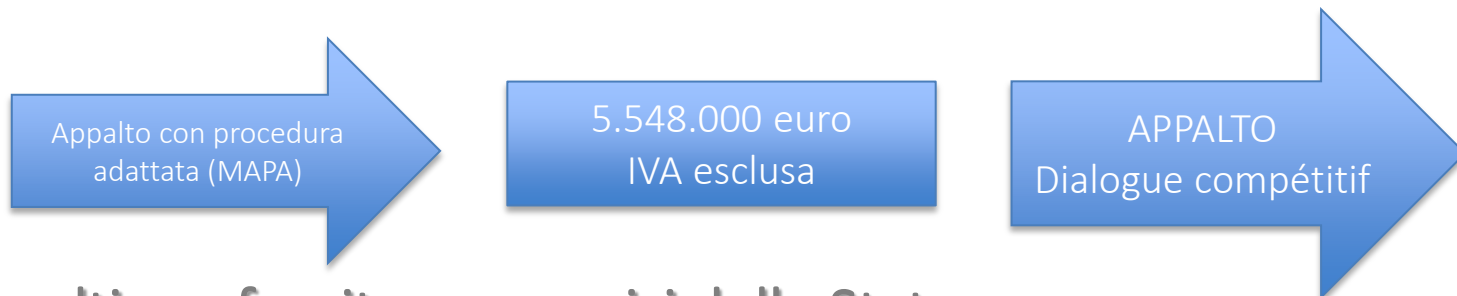 Appalto con procedura
adattata (MAPA)
5.548.000 euro
IVA esclusa
APPALTO
Dialogue compétitif